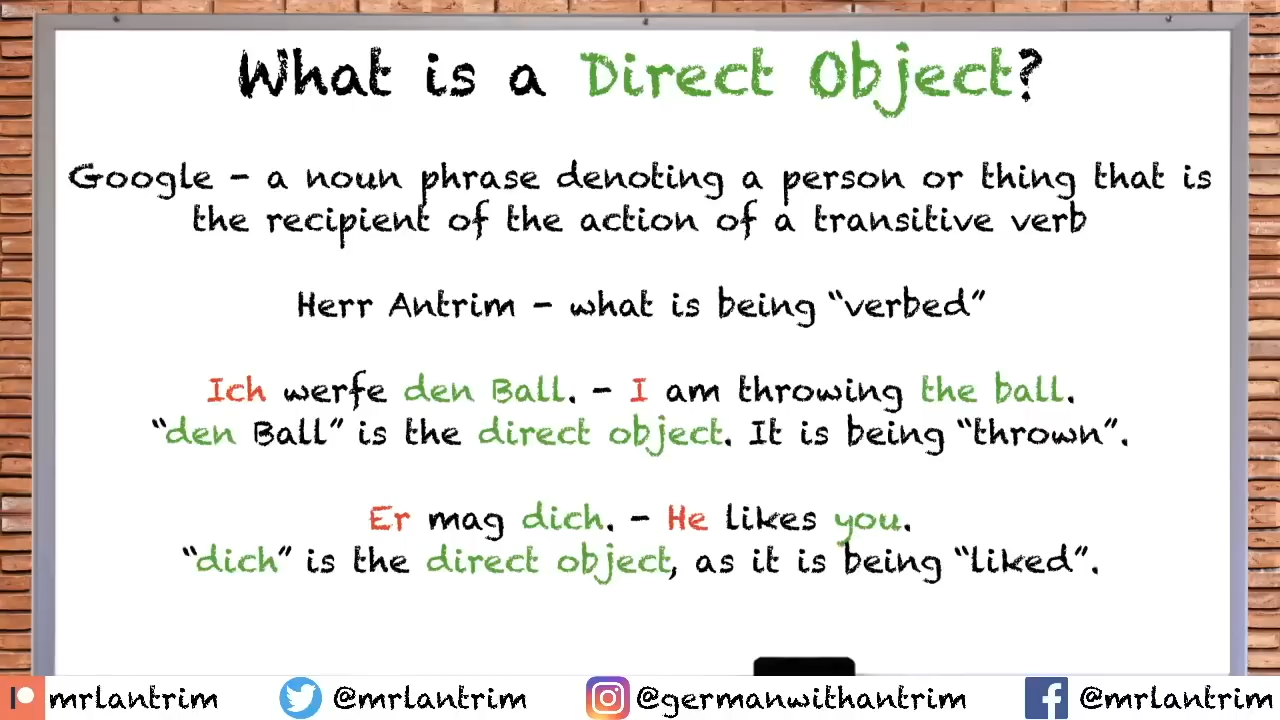 What is a Direct Object?
Google - a noun phrase denoting a person or thing that is
the recipient of the action of a transitive verb
Herr Antrim - what is being “verbed”
Ich werfe den Ball. - I am throwing the ball.
“den Ball” is the direct object. It is being “thrown”.
Er mag dich. - He likes you.
“dich” is the direct object, as it is being “liked”.
mrlantrim @mrlantrim @germanwithantrim @mrlantrim